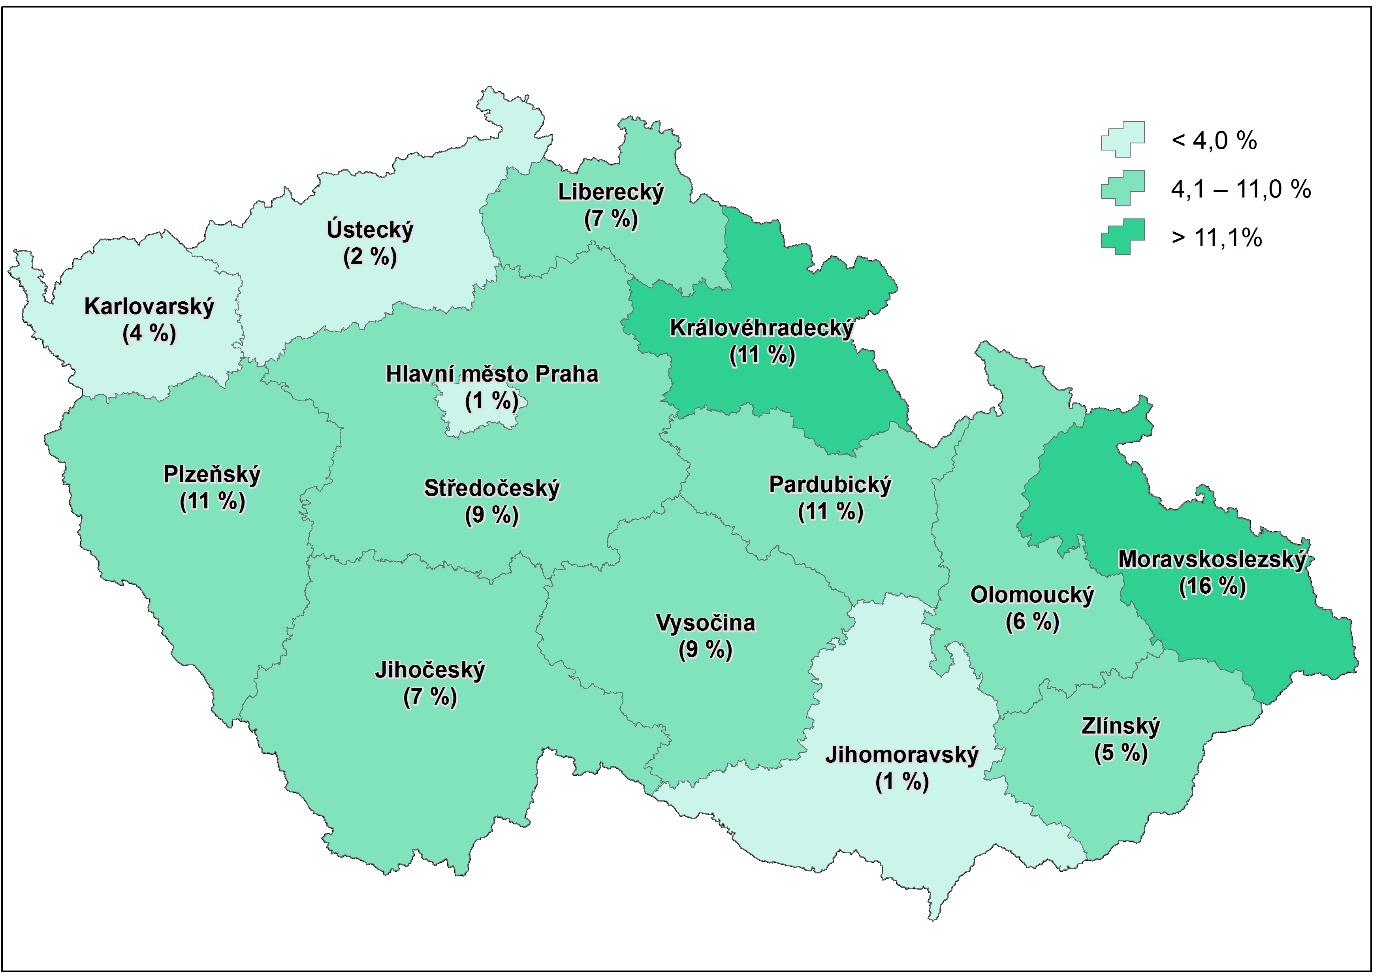 < 4,0 %
4,1 – 11,0 %
> 11,1%
Liberecký
(7 %)
Ústecký
(2 %)
Karlovarský
(4 %)
Královéhradecký
(11 %)
Hlavní město Praha
(1 %)
Plzeňský
(11 %)
Středočeský
(9 %)
Pardubický
(11 %)
Moravskoslezský
(16 %)
Olomoucký
(6 %)
Vysočina
(9 %)
Jihočeský
(7 %)
Zlínský
(5 %)
Jihomoravský
(1 %)